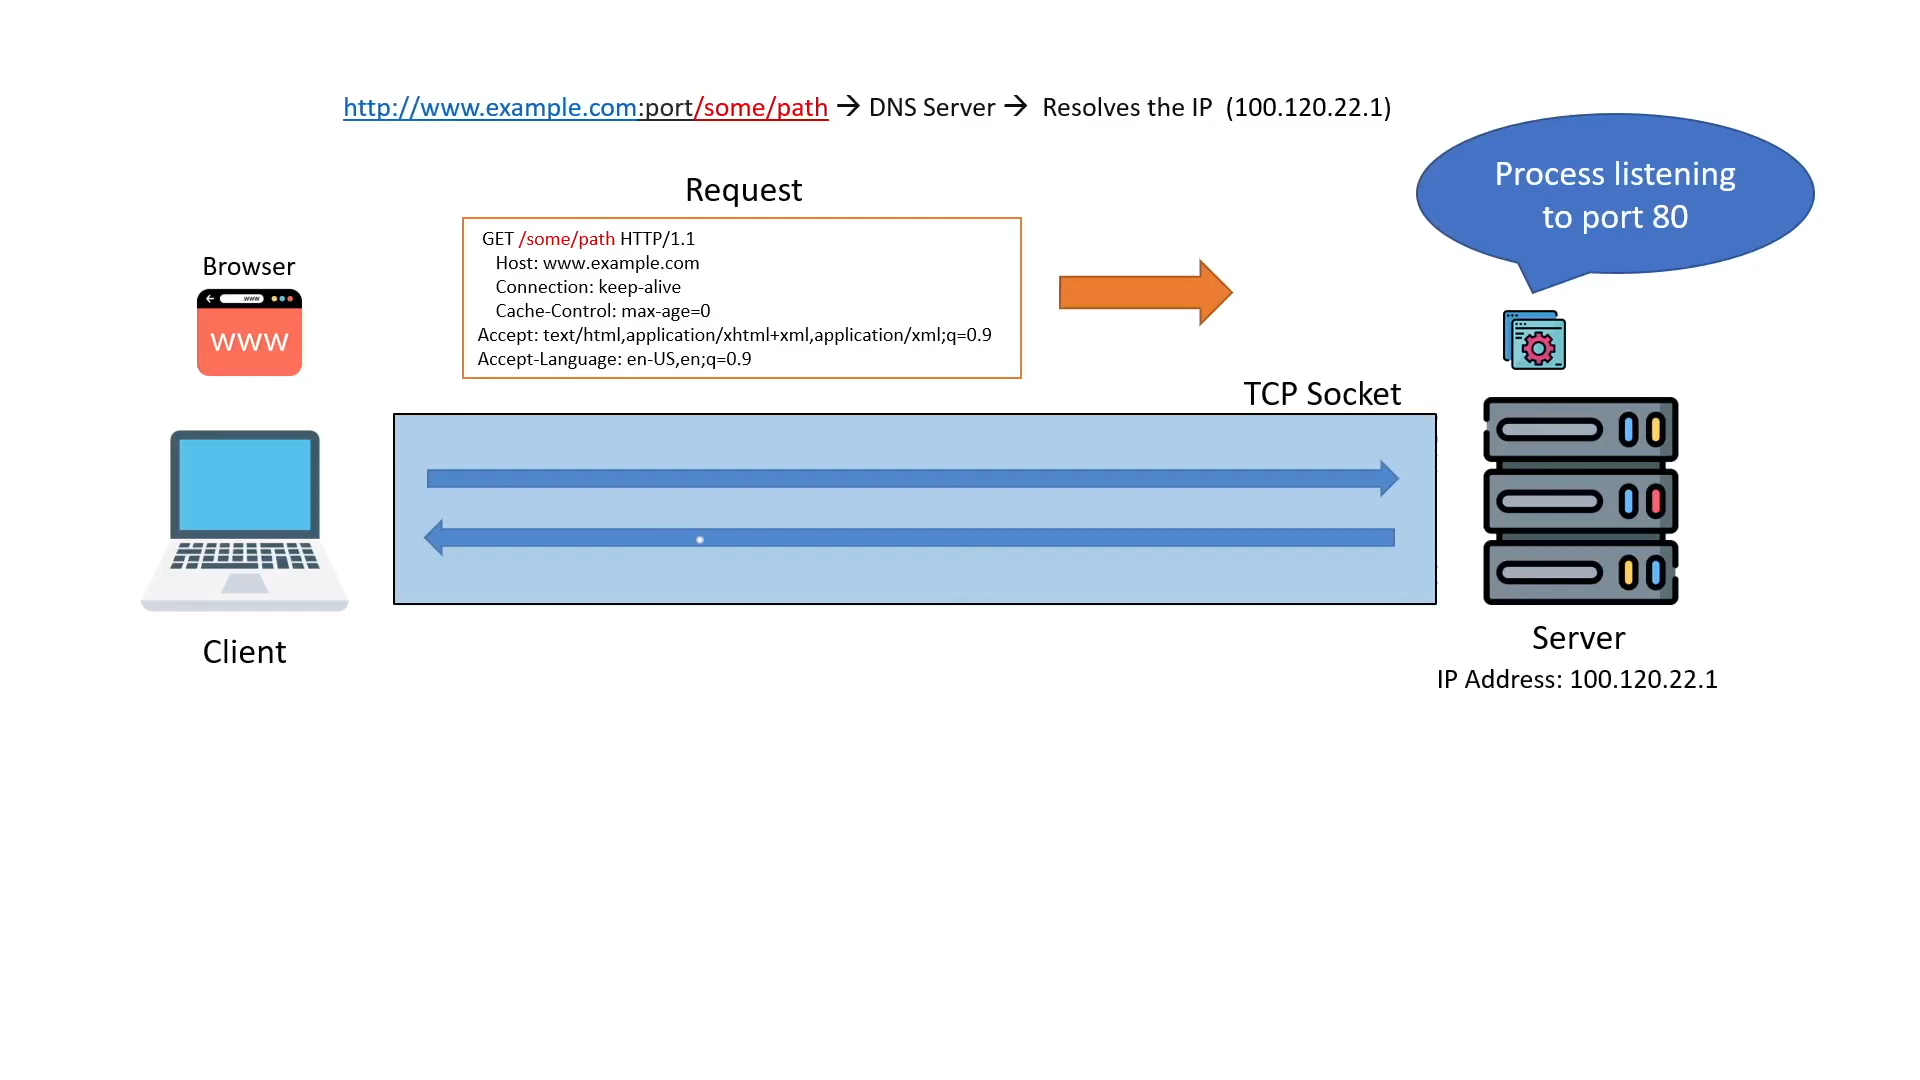 http://www.example.com:port/some/path → DNS Server → Resolves the IP (100.120.22.1)
Process listening
to port 80
Request
GET /some/path HTTP/1.1
Host: www.example.com
Connection: keep-alive
Cache-Control: max-age=0
Accept: text/html,application/xhtml+xml,application/xml;q=0.9
Accept-Language: en-US,en;q=0.9
Browser
.www
www
TCP Socket
Client
Server
IP Address: 100.120.22.1